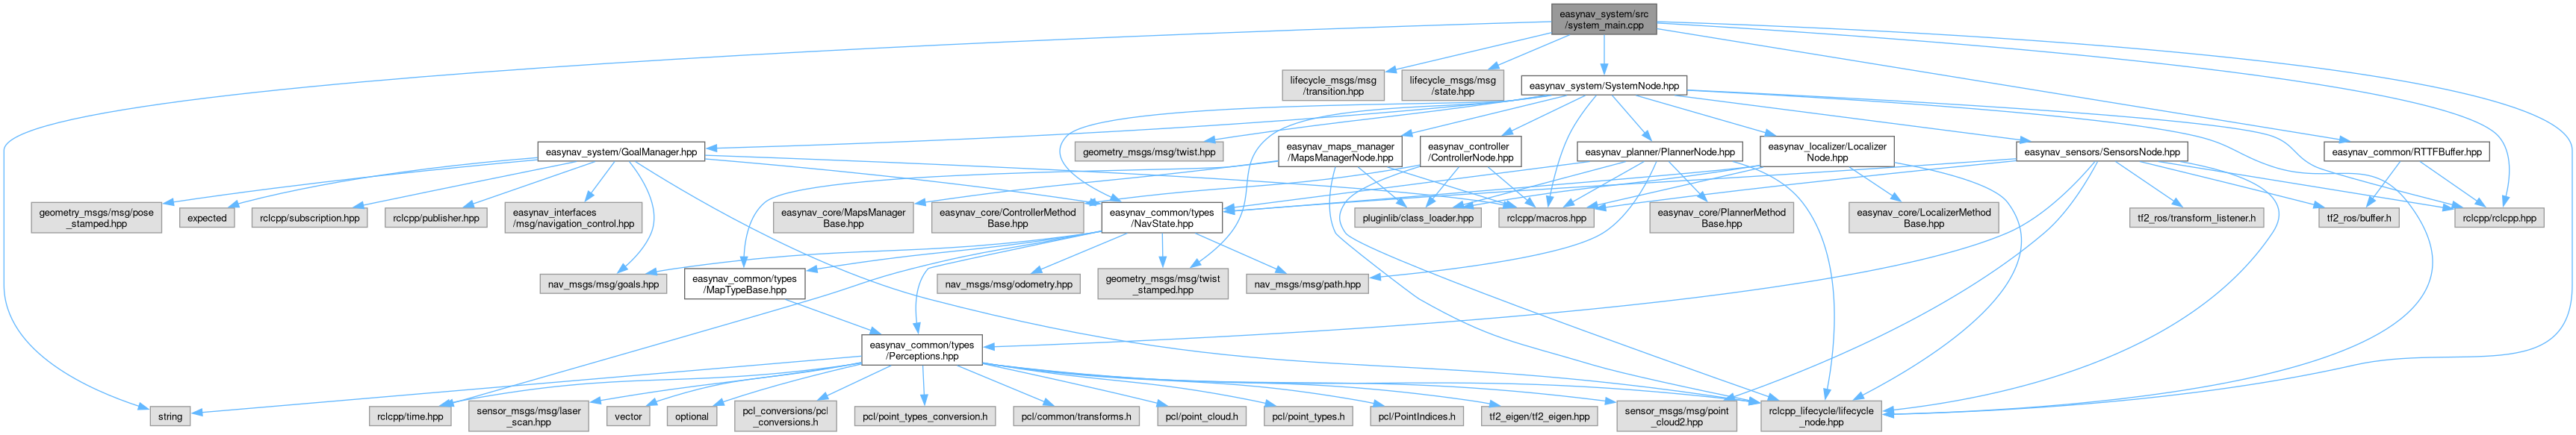 easynav_system/src
/system_main.cpp
lifecycle_msgs/msg
/transition.hpp
lifecycle_msgs/msg
/state.hpp
easynav_system/SystemNode.hpp
easynav_system/GoalManager.hpp
geometry_msgs/msg/twist.hpp
easynav_maps_manager
/MapsManagerNode.hpp
easynav_controller
/ControllerNode.hpp
easynav_planner/PlannerNode.hpp
easynav_localizer/Localizer
Node.hpp
easynav_sensors/SensorsNode.hpp
easynav_common/RTTFBuffer.hpp
geometry_msgs/msg/pose
_stamped.hpp
expected
rclcpp/subscription.hpp
rclcpp/publisher.hpp
easynav_interfaces
/msg/navigation_control.hpp
easynav_core/MapsManager
Base.hpp
easynav_core/ControllerMethod
Base.hpp
easynav_common/types
/NavState.hpp
pluginlib/class_loader.hpp
rclcpp/macros.hpp
easynav_core/PlannerMethod
Base.hpp
easynav_core/LocalizerMethod
Base.hpp
tf2_ros/transform_listener.h
tf2_ros/buffer.h
rclcpp/rclcpp.hpp
nav_msgs/msg/goals.hpp
easynav_common/types
/MapTypeBase.hpp
nav_msgs/msg/odometry.hpp
geometry_msgs/msg/twist
_stamped.hpp
nav_msgs/msg/path.hpp
easynav_common/types
/Perceptions.hpp
string
rclcpp/time.hpp
sensor_msgs/msg/laser
_scan.hpp
vector
optional
pcl_conversions/pcl
_conversions.h
pcl/point_types_conversion.h
pcl/common/transforms.h
pcl/point_cloud.h
pcl/point_types.h
pcl/PointIndices.h
tf2_eigen/tf2_eigen.hpp
sensor_msgs/msg/point
_cloud2.hpp
rclcpp_lifecycle/lifecycle
_node.hpp